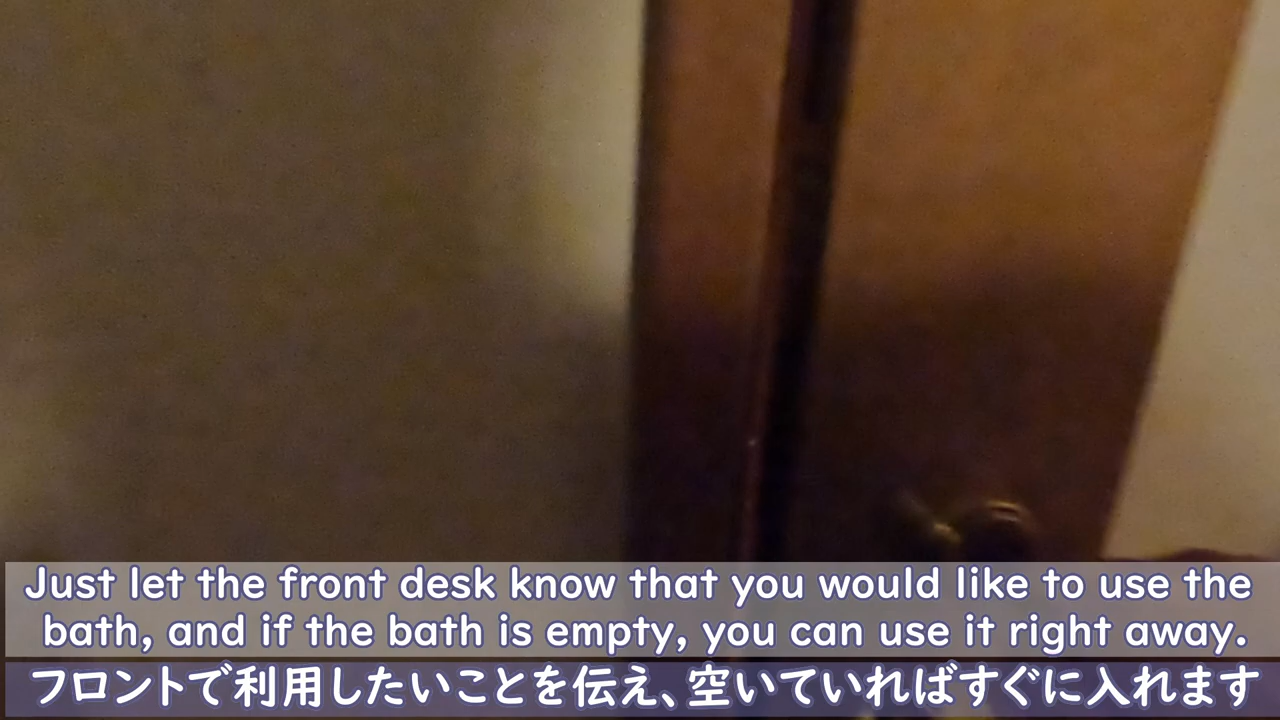 Just let the front desk know that you would like to use the
bath, and if the bath is empty, you can use it right away.
フロントで利用したいことを伝え、空いていればすぐに入れます